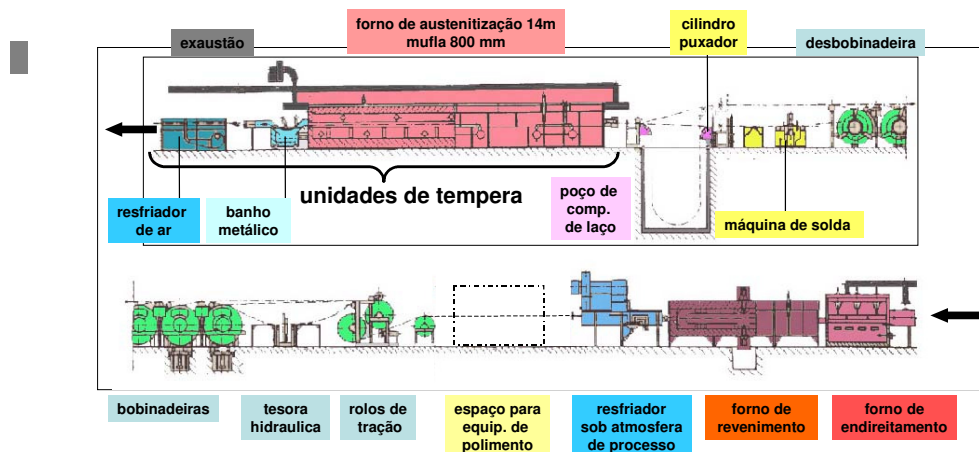 forno de austenitização 14m
mufla 800 mm
cilindro
puxador
exaustão
desbobinadeira
unidades de tempera
resfriador
de ar
banho
metálico
poço de
comp.
de laço
máquina de solda
bobinadeiras
tesora
hidraulica
rolos de
tração
espaço para
equip. de
polimento
resfriador
sob atmosfera
de processo
forno de
revenimento
forno de
endireitamento